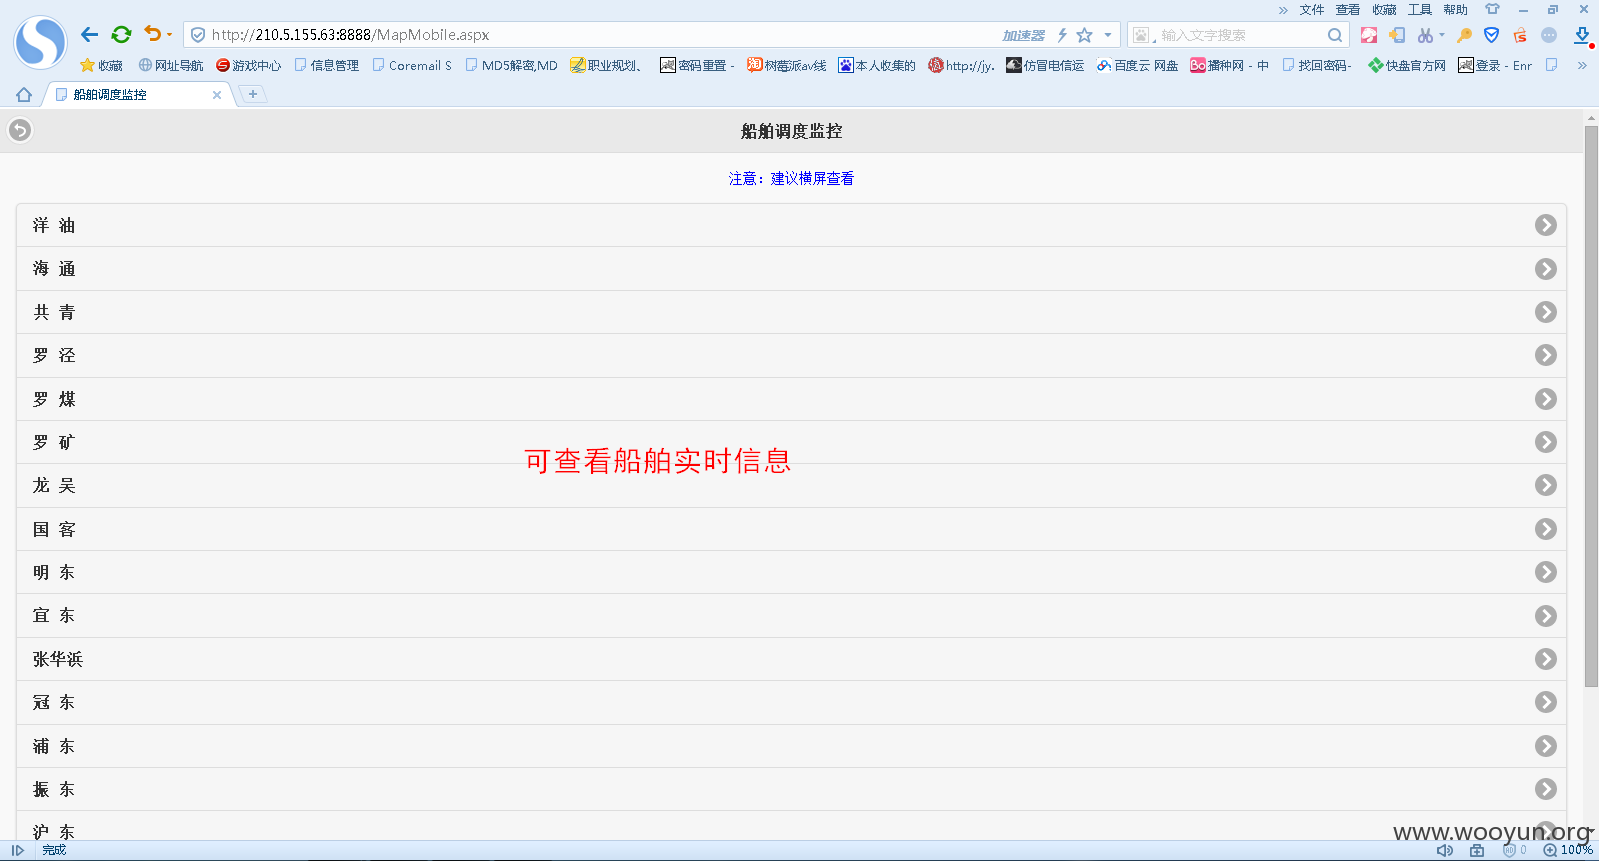 » 文件 查看 收藏 工具 帮助
http://210.5.155.63:8888/MapMobile.aspx 加速器 输入文字搜索
收藏 网址导航 游戏中心 信息管理 Coremail S MD5解密,MD 职业规划、 密码重置 - 树莓派av线 本人收集的 http://jy. 仿冒电信运 百度云 网盘 播种网 - 中 找回密码- 快盘官方网 登录 - Enr »
船舶调度监控
船舶调度监控
注意：建议横屏查看
洋 油
海 通
共 青
罗 泾
罗 煤
罗 矿
可查看船舶实时信息
龙 吴
国 客
明 东
宜 东
张华浜
冠 东
浦 东
振 东
沪 东
www.wooyun.org
完成 0 100%